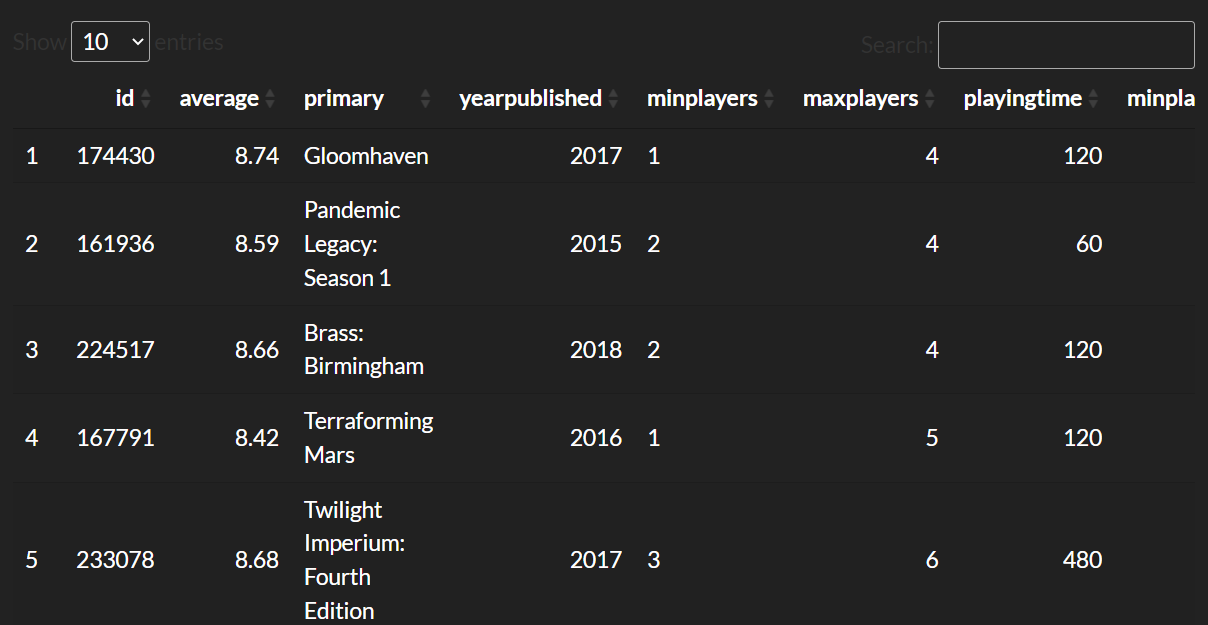 Show 10 entries Search:
id average primary yearpublished minplayers maxplayers playingtime minpla
1 174430 8.74 Gloomhaven 2017 1 4 120
2 161936 8.59 Pandemic Legacy: Season 1 2015 2 4 60
3 224517 8.66 Brass: Birmingham 2018 2 4 120
4 167791 8.42 Terraforming Mars 2016 1 5 120
5 233078 8.68 Twilight Imperium: Fourth Edition 2017 3 6 480